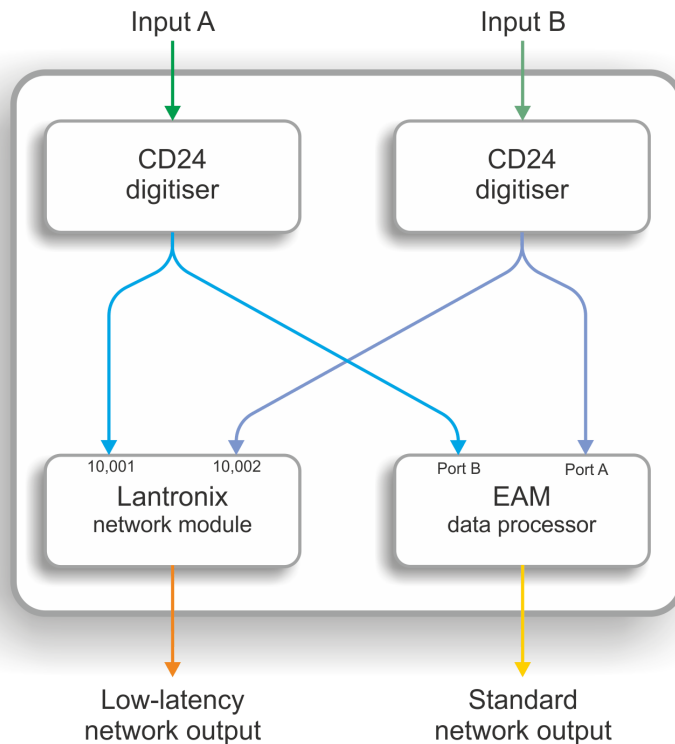 Input A
Input B
CD24
digitiser
CD24
digitiser
10,001
10,002
Lantronix
network module
Port B
Port A
EAM
data processor
Low-latency
network output
Standard
network output